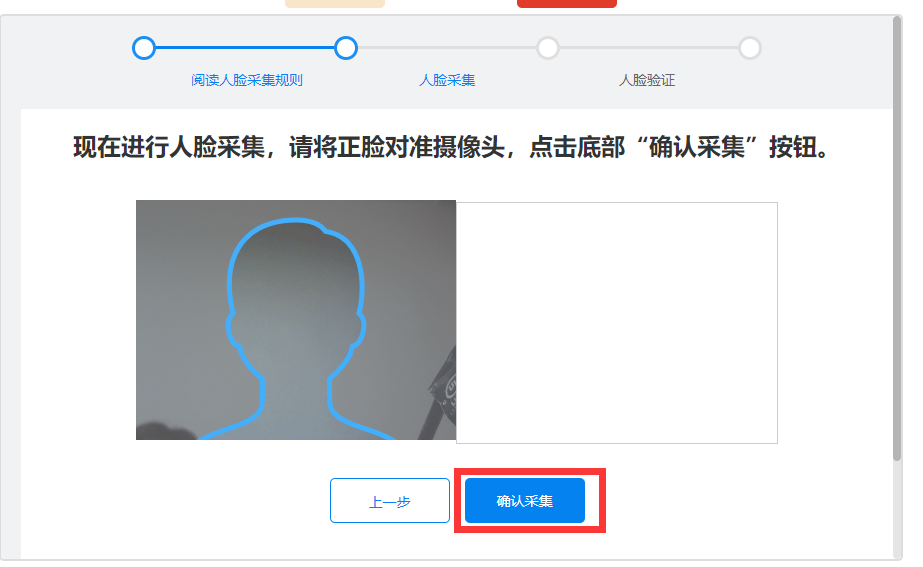 阅读人脸采集规则
人脸采集
人脸验证
现在进行人脸采集，请将正脸对准摄像头，点击底部“确认采集”按钮。
上一步
确认采集